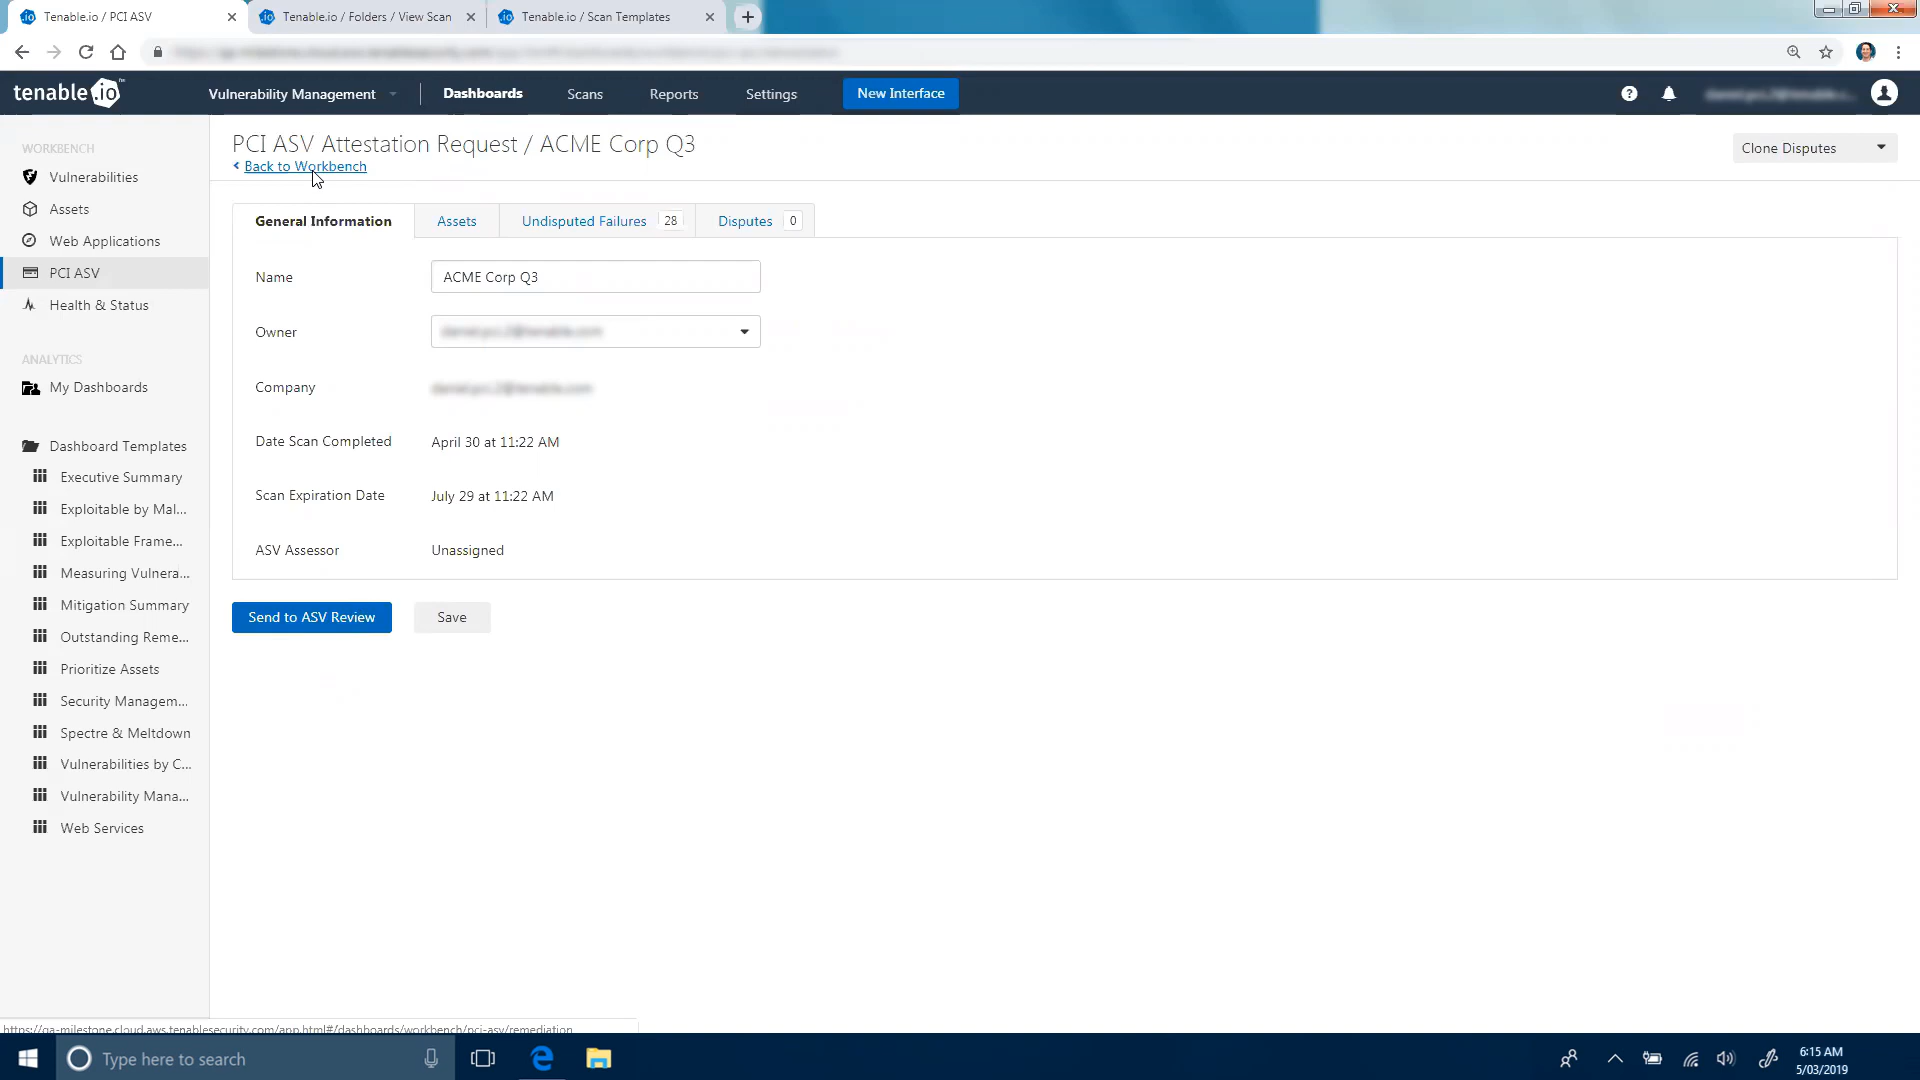 Tenable.io / PCI ASV
Tenable.io / Folders / View Scan
Tenable.io / Scan Templates
tenable.io
Vulnerability Management
Dashboards
Scans
Reports
Settings
New Interface
WORKBENCH
Vulnerabilities
Assets
Web Applications
PCI ASV
Health & Status
ANALYTICS
My Dashboards
Dashboard Templates
Executive Summary
Exploitable by Mal...
Exploitable Frame...
Measuring Vulnera...
Mitigation Summary
Outstanding Reme...
Prioritize Assets
Security Managem...
Spectre & Meltdown
Vulnerabilities by C...
Vulnerability Mana...
Web Services
PCI ASV Attestation Request / ACME Corp Q3
Back to Workbench
Clone Disputes
General Information
Assets
Undisputed Failures 28
Disputes 0
Name ACME Corp Q3
Owner
Company
Date Scan Completed April 30 at 11:22 AM
Scan Expiration Date July 29 at 11:22 AM
ASV Assessor Unassigned
Send to ASV Review
Save
https://qa-milestone.cloud.aws.tenablesecurity.com/app.html#/dashboards/workbench/pci-asv/remediation
Type here to search
6:15 AM
5/03/2019